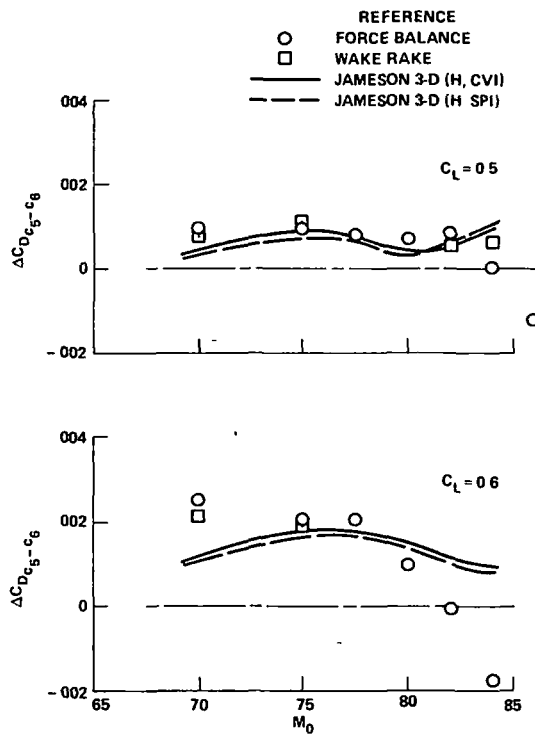 REFERENCE
FORCE BALANCE
WAKE RAKE
JAMESON 3-D (H, CVI)
JAMESON 3-D (H SPI)
004
002
0
-002
ΔC_D c5-c6
C_L = 0 5
004
002
0
-002
ΔC_D c5-c6
C_L = 0 6
65
70
75
80
85
M_0